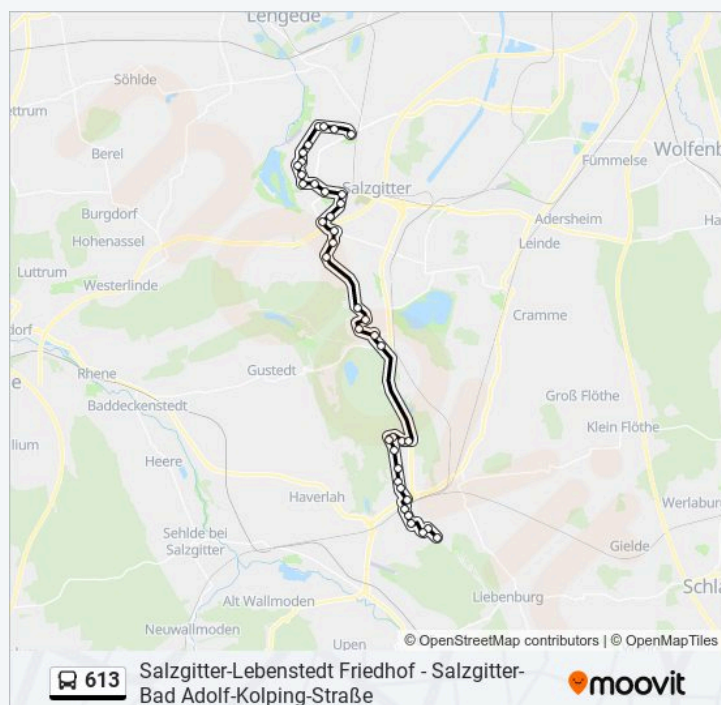 Lengede
Söhlde
ttrum
Berel
Wolfenb
Fümmelse
Salzgitter
Burgdorf
Adersheim
Ha
Hohenassel
Leinde
Luttrum
Westerlinde
Cramme
dorf
Rhene
Gustedt
e
Groß Flöthe
Baddeckenstedt
Klein Flöthe
llium
Heere
Haverlah
Werlabur
Sehlde bei
Salzgitter
Gielde
Schla
Alt Wallmoden
Liebenburg
Neuwallmoden
Upen
© OpenStreetMap contributors | © OpenMapTiles
613
Salzgitter-Lebenstedt Friedhof - Salzgitter-
Bad Adolf-Kolping-Straße
moovit